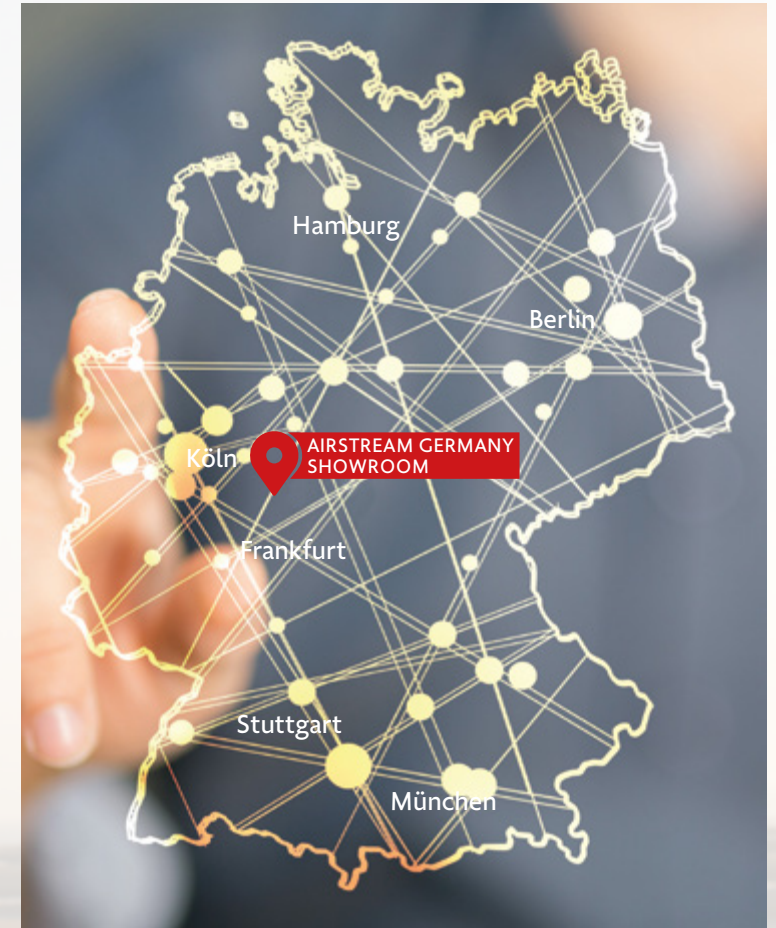 Hamburg
Berlin
Köln
AIRSTREAM GERMANY
SHOWROOM
Frankfurt
Stuttgart
München